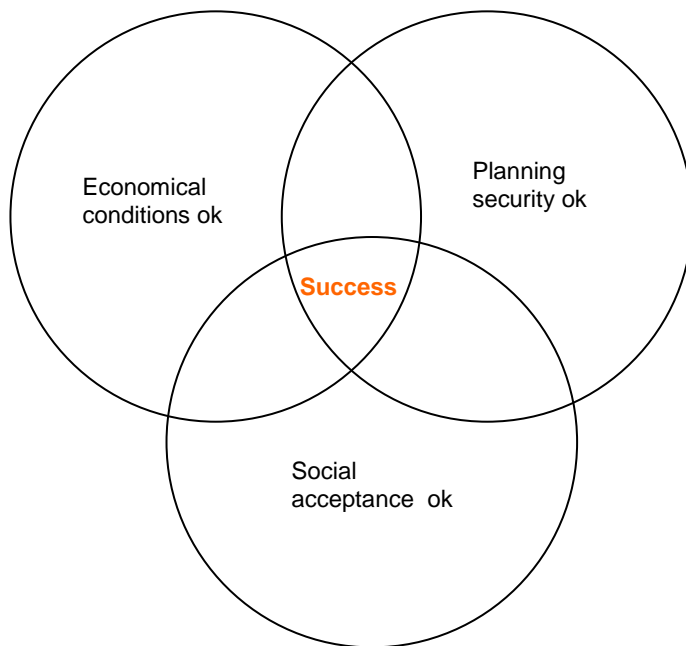 Economical
conditions ok
Planning
security ok
Success
Social
acceptance ok